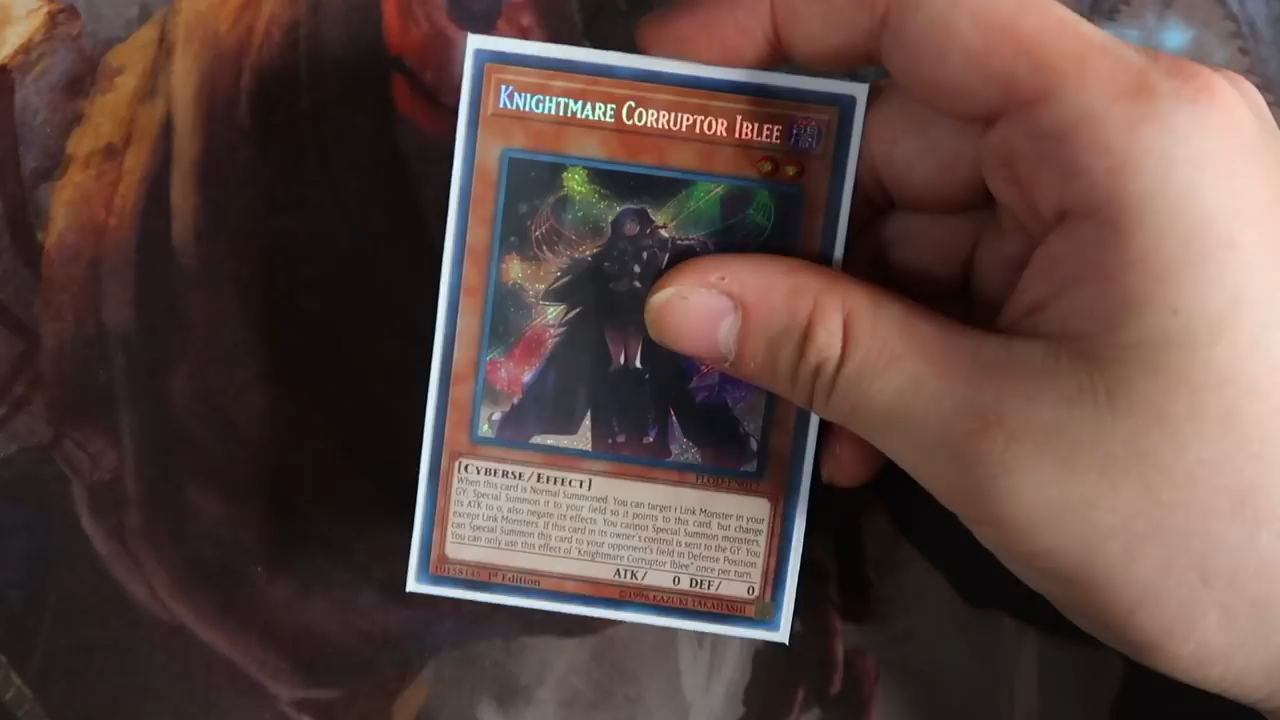 KNIGHTMARE CORRUPTOR IBLEE
闇
FLOD-EN012
[CYBERSE/EFFECT]
When this card is Normal Summoned: You can target 1 Link Monster in your
GY; Special Summon it to your field so it points to this card, but change
its ATK to 0, also negate its effects. You cannot Special Summon monsters,
except Link Monsters. If this card in its owner's control is sent to the GY: You
can Special Summon this card to your opponent's field in Defense Position.
You can only use this effect of "Knightmare Corruptor Iblee" once per turn.
ATK/ 0 DEF/ 0
10158145 1st Edition
©1996 KAZUKI TAKAHASHI